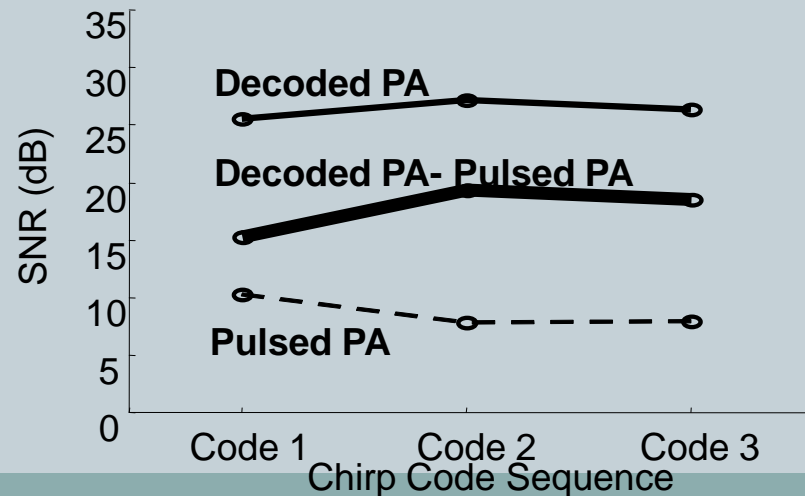 35
30
25
20
15
10
5
0
SNR (dB)
Decoded PA
Decoded PA- Pulsed PA
Pulsed PA
Code 1 Code 2 Code 3
Chirp Code Sequence